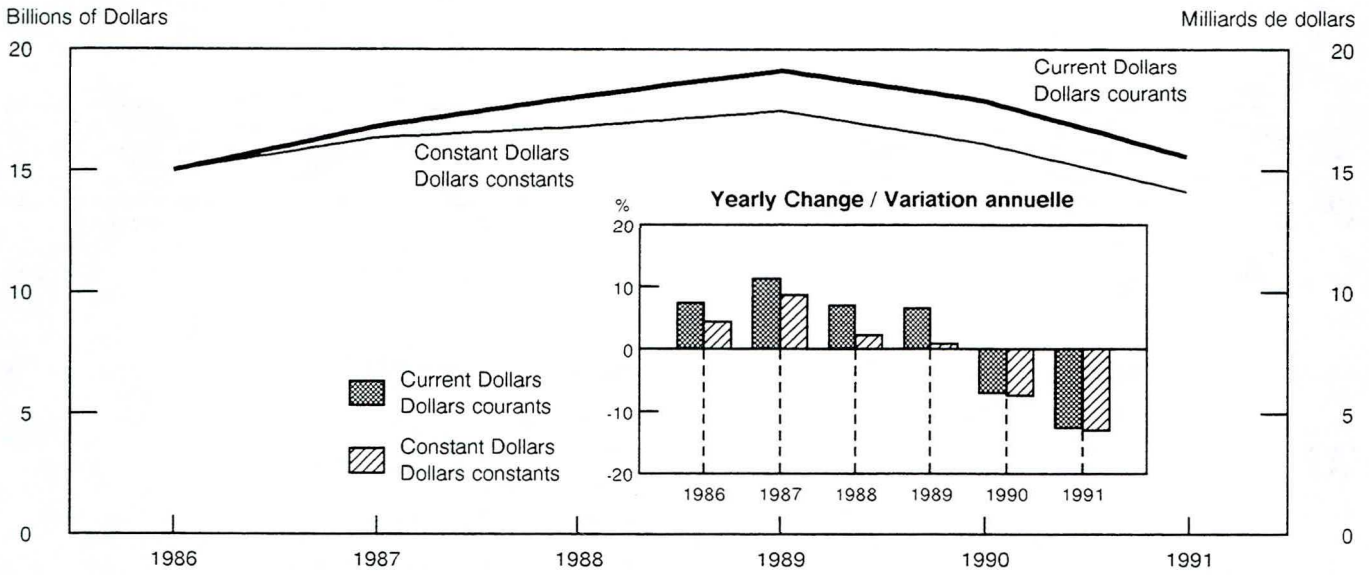 Billions of Dollars
Milliards de dollars
20
15
10
5
0
20
15
10
5
0
Current Dollars
Dollars courants
Constant Dollars
Dollars constants
Yearly Change / Variation annuelle
%
20
10
0
-10
-20
1986 1987 1988 1989 1990 1991
Current Dollars
Dollars courants
Constant Dollars
Dollars constants
1986 1987 1988 1989 1990 1991